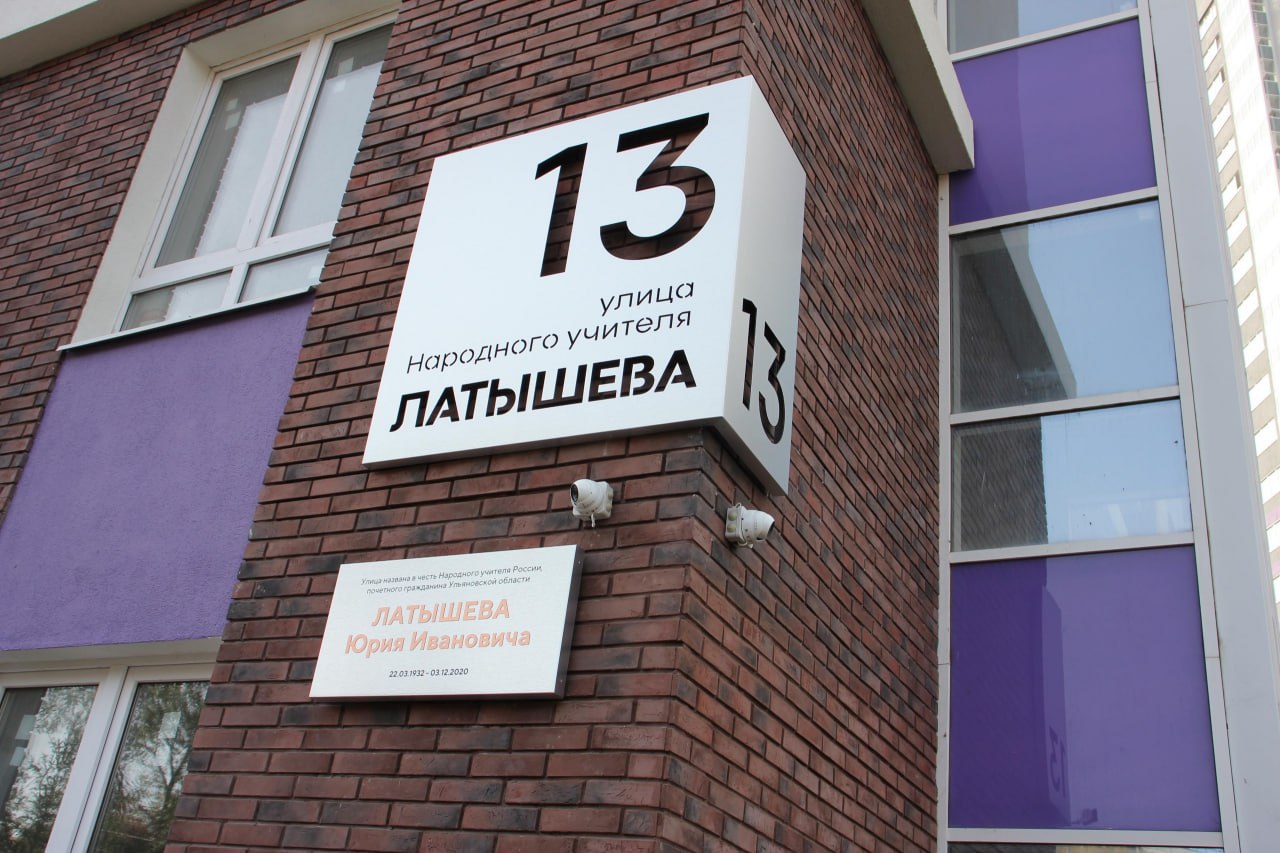 13
улица
Народного учителя
ЛАТЫШЕВА
13
Улица названа в честь Народного учителя России,
почетного гражданина Ульяновской области
ЛАТЫШЕВА
Юрия Ивановича
22.03.1932 - 03.12.2020